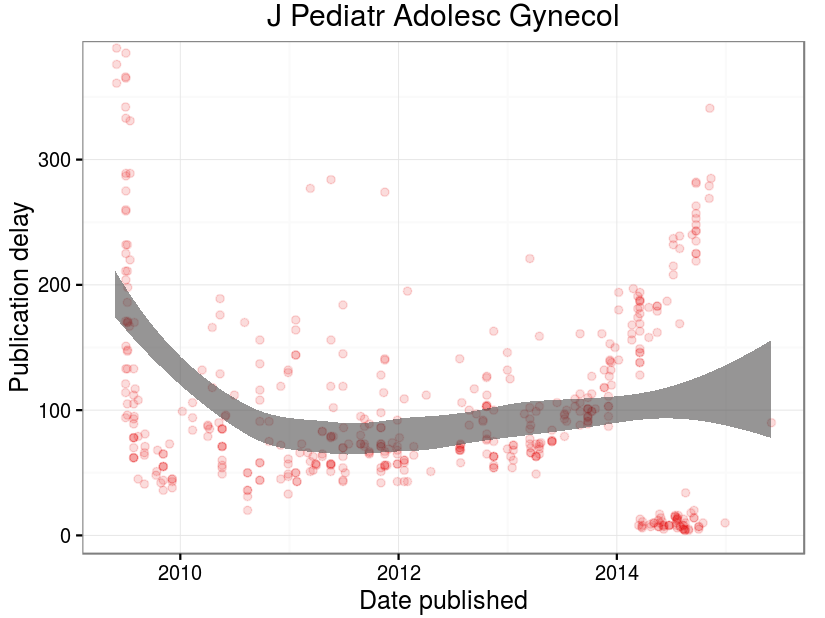 J Pediatr Adolesc Gynecol
Publication delay
300
200
100
0
2010 2012 2014
Date published